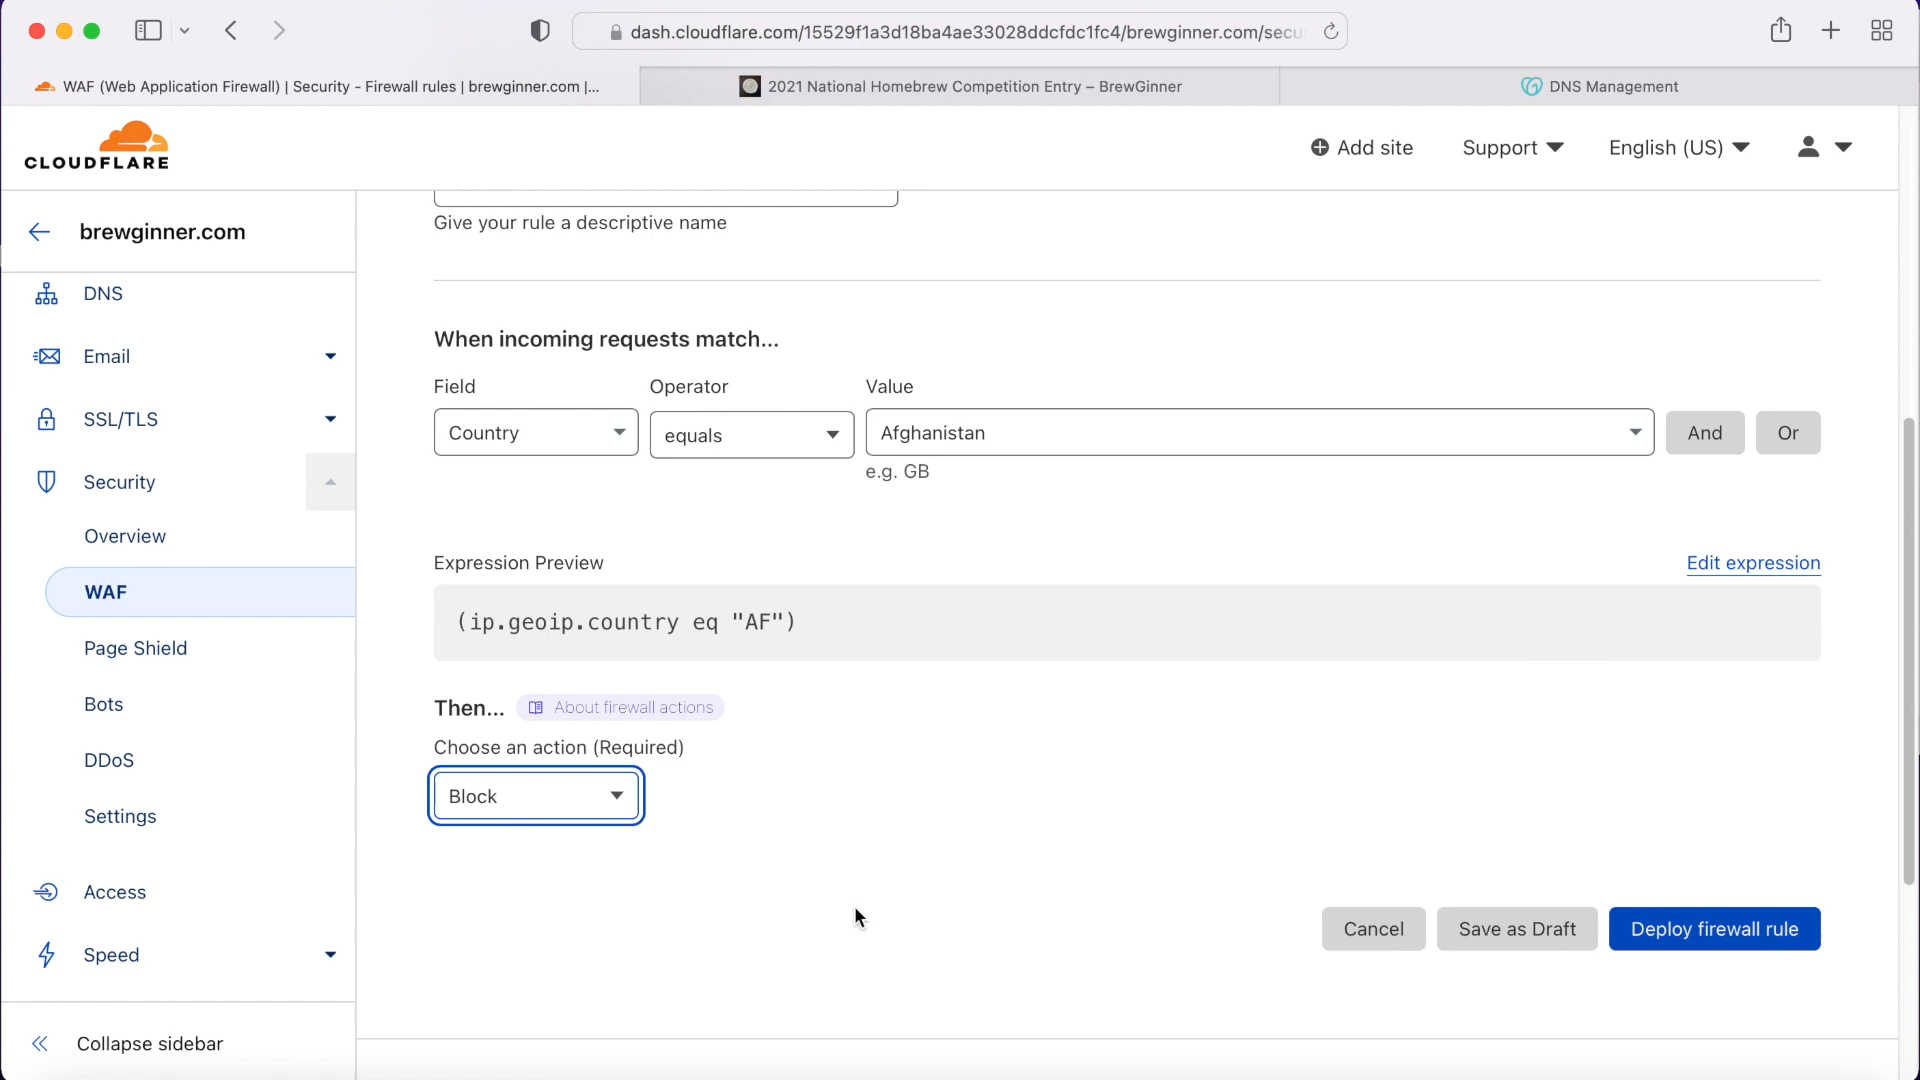 dash.cloudflare.com/15529f1a3d18ba4ae33028ddcfdc1fc4/brewginner.com/secu
WAF (Web Application Firewall) | Security - Firewall rules | brewginner.com |...
2021 National Homebrew Competition Entry – BrewGinner
DNS Management
CLOUDFLARE
Add site
Support
English (US)
brewginner.com
DNS
Email
SSL/TLS
Security
Overview
WAF
Page Shield
Bots
DDoS
Settings
Access
Speed
Collapse sidebar
Give your rule a descriptive name
When incoming requests match...
Field Operator Value
Country equals Afghanistan And Or
e.g. GB
Expression Preview Edit expression
(ip.geoip.country eq "AF")
Then... About firewall actions
Choose an action (Required)
Block
Cancel Save as Draft Deploy firewall rule